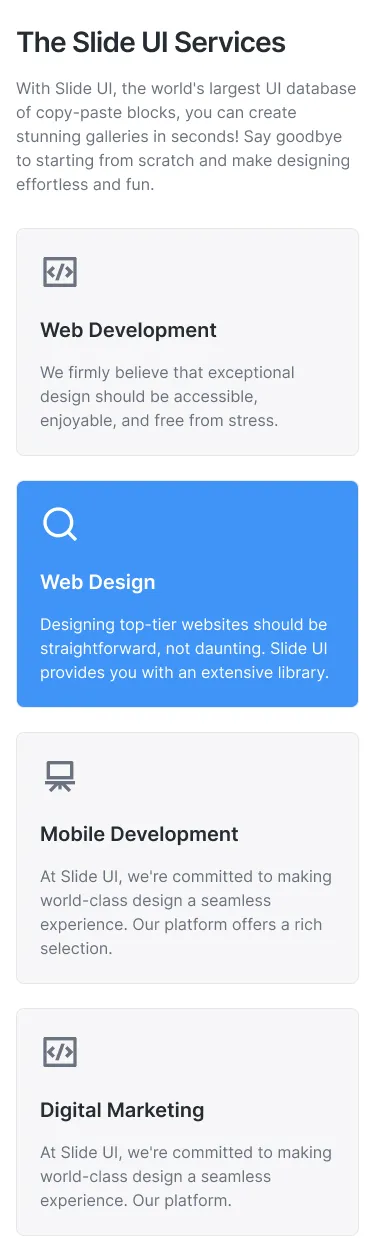 The Slide UI Services
With Slide UI, the world's largest UI database
of copy-paste blocks, you can create
stunning galleries in seconds! Say goodbye
to starting from scratch and make designing
effortless and fun.
Web Development
We firmly believe that exceptional
design should be accessible,
enjoyable, and free from stress.
Web Design
Designing top-tier websites should be
straightforward, not daunting. Slide UI
provides you with an extensive library.
Mobile Development
At Slide UI, we're committed to making
world-class design a seamless
experience. Our platform offers a rich
selection.
Digital Marketing
At Slide UI, we're committed to making
world-class design a seamless
experience. Our platform.